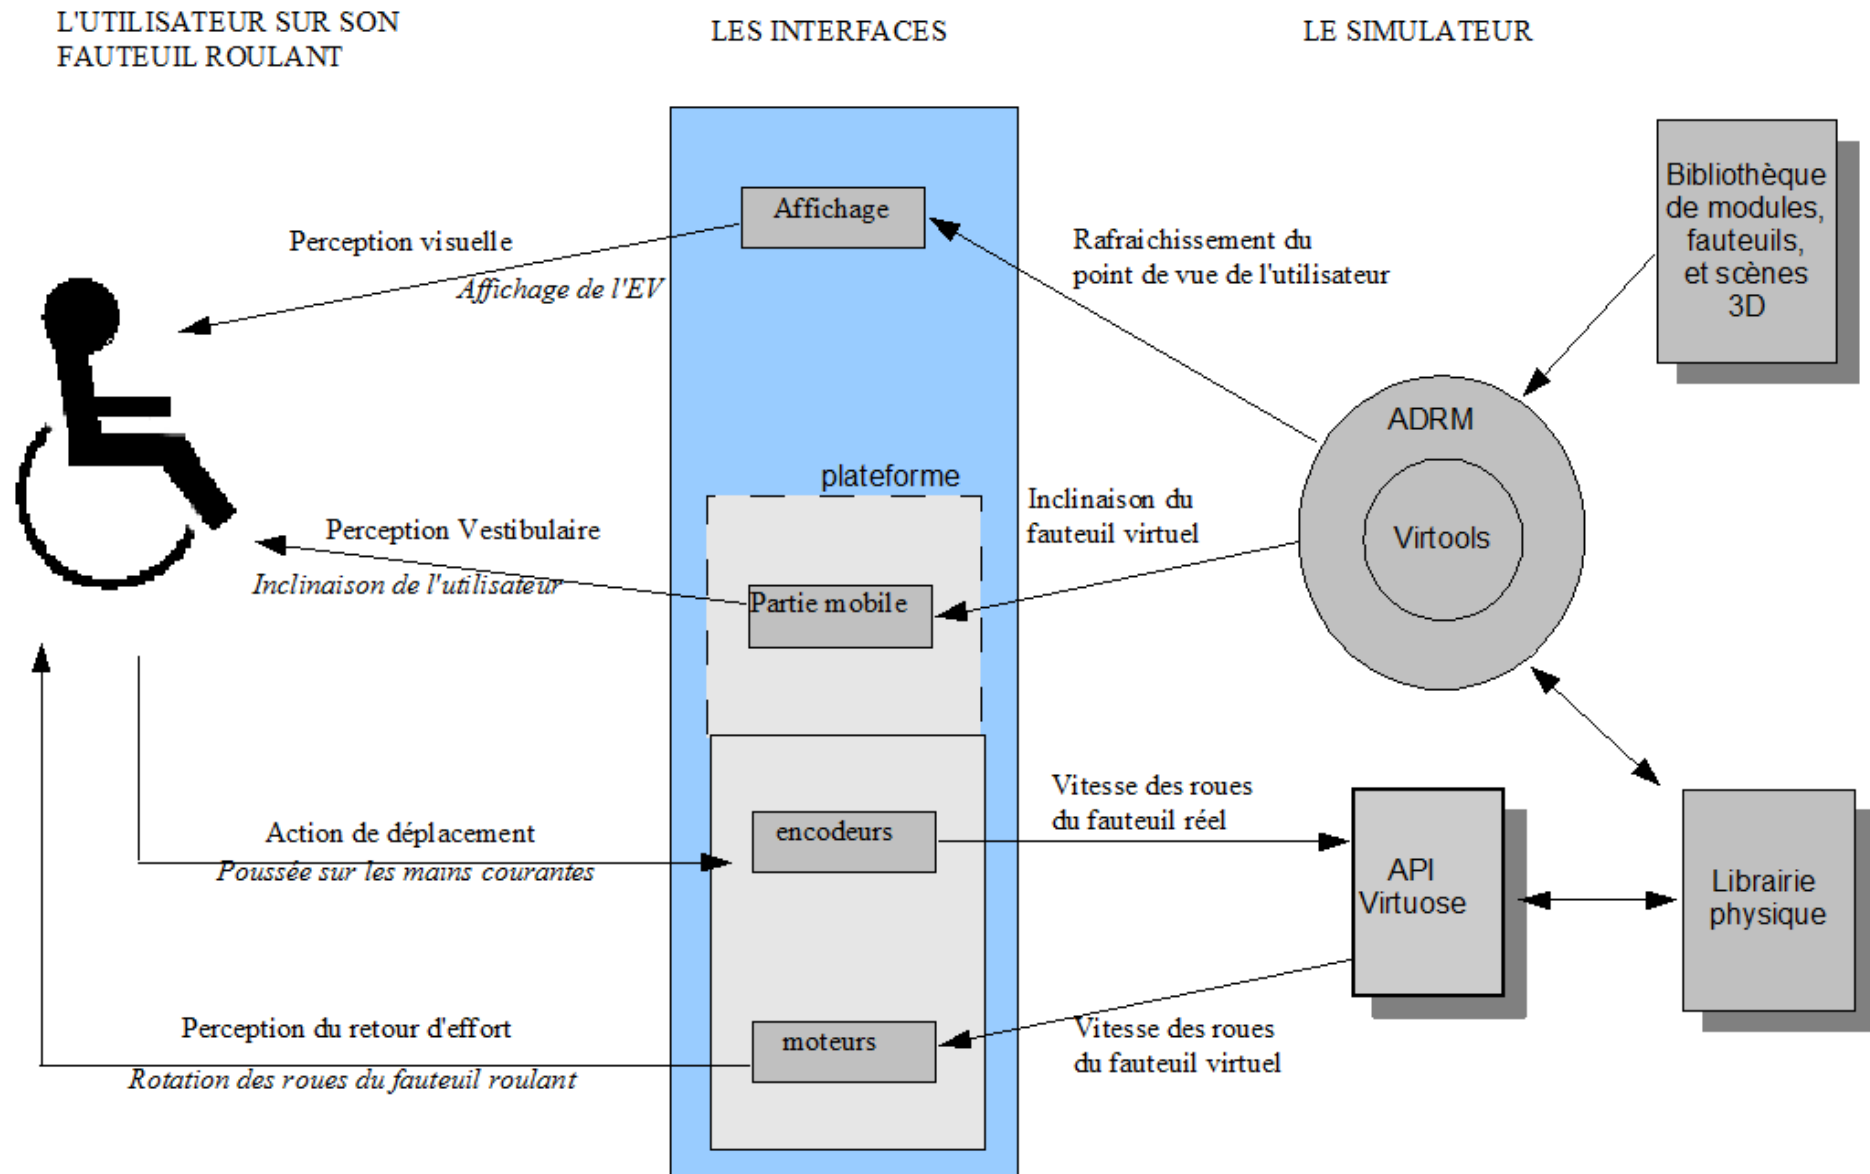 L'UTILISATEUR SUR SON
FAUTEUIL ROULANT
LES INTERFACES
LE SIMULATEUR
Bibliothèque
de modules,
fauteuils,
et scènes
3D
Affichage
Perception visuelle
Affichage de l'EV
Rafraichissement du
point de vue de l'utilisateur
ADRM
Virtools
plateforme
Inclinaison du
fauteuil virtuel
Perception Vestibulaire
Inclinaison de l'utilisateur
Partie mobile
Vitesse des roues
du fauteuil réel
encodeurs
Action de déplacement
Poussée sur les mains courantes
API
Virtuose
Librairie
physique
Perception du retour d'effort
Rotation des roues du fauteuil roulant
moteurs
Vitesse des roues
du fauteuil virtuel